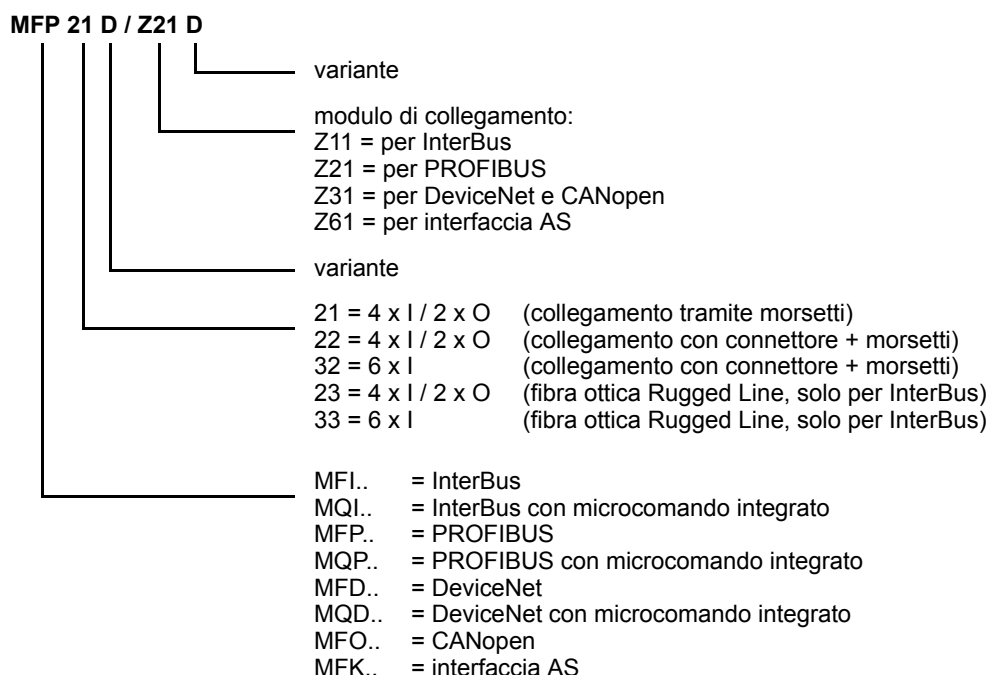 MFP 21 D / Z21 D
variante
modulo di collegamento:
Z11 = per InterBus
Z21 = per PROFIBUS
Z31 = per DeviceNet e CANopen
Z61 = per interfaccia AS
variante
21 = 4 x I / 2 x O (collegamento tramite morsetti)
22 = 4 x I / 2 x O (collegamento con connettore + morsetti)
32 = 6 x I (collegamento con connettore + morsetti)
23 = 4 x I / 2 x O (fibra ottica Rugged Line, solo per InterBus)
33 = 6 x I (fibra ottica Rugged Line, solo per InterBus)
MFI.. = InterBus
MQI.. = InterBus con microcomando integrato
MFP.. = PROFIBUS
MQP.. = PROFIBUS con microcomando integrato
MFD.. = DeviceNet
MQD.. = DeviceNet con microcomando integrato
MFO.. = CANopen
MFK.. = interfaccia AS